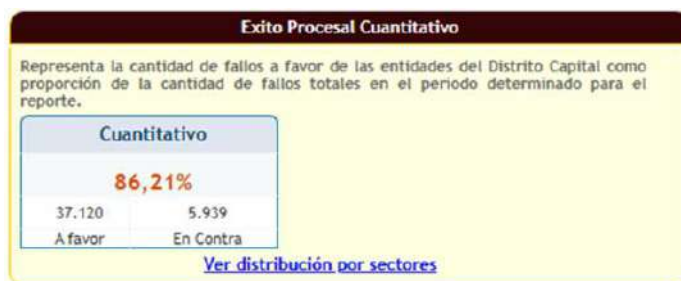 Exito Procesal Cuantitativo
Representa la cantidad de fallos a favor de las entidades del Distrito Capital como
proporción de la cantidad de fallos totales en el periodo determinado para el
reporte.
Cuantitativo
86,21%
37.120 5.939
A favor En Contra
Ver distribución por sectores